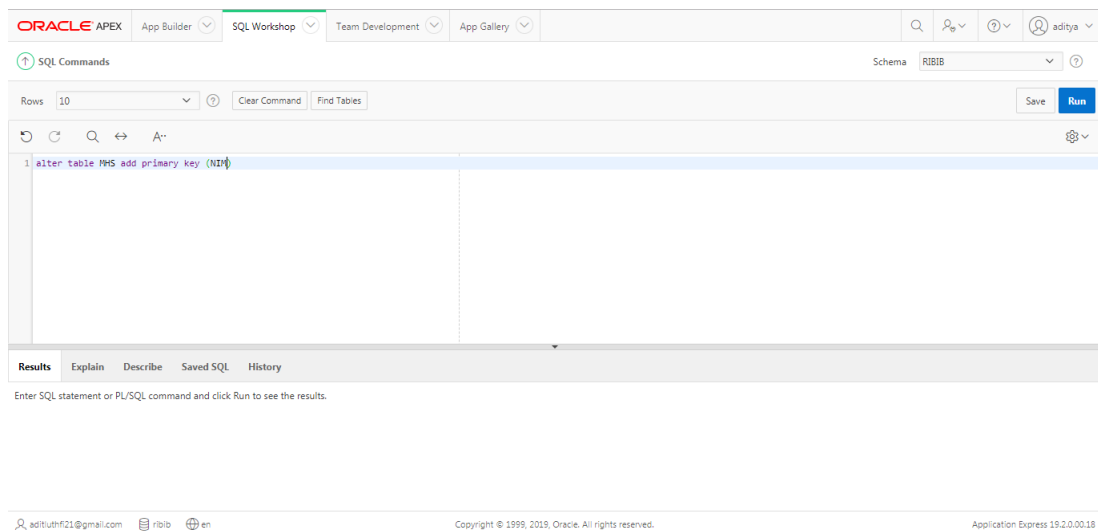 ORACLE APEX App Builder SQL Workshop Team Development App Gallery aditya
SQL Commands Schema RIBIB
Rows 10 Clear Command Find Tables Save Run
A
1 alter table MHS add primary key (NIM)
Results Explain Describe Saved SQL History
Enter SQL statement or PL/SQL command and click Run to see the results.
aditluthfi21@gmail.com ribib en Copyright © 1999, 2019, Oracle. All rights reserved. Application Express 19.2.0.00.18